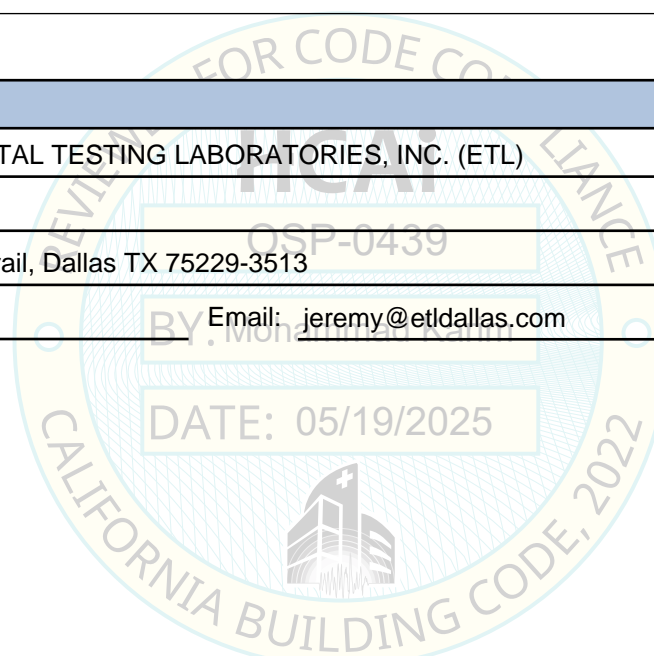 REVIEWED FOR CODE COMPLIANCE
HCAi
TAL TESTING LABORATORIES, INC. (ETL)
OSP-0439
rail, Dallas TX 75229-3513
Email: jeremy@etldallas.com
BY: Mohammad Karim
DATE: 05/19/2025
CALIFORNIA BUILDING CODE, 2022